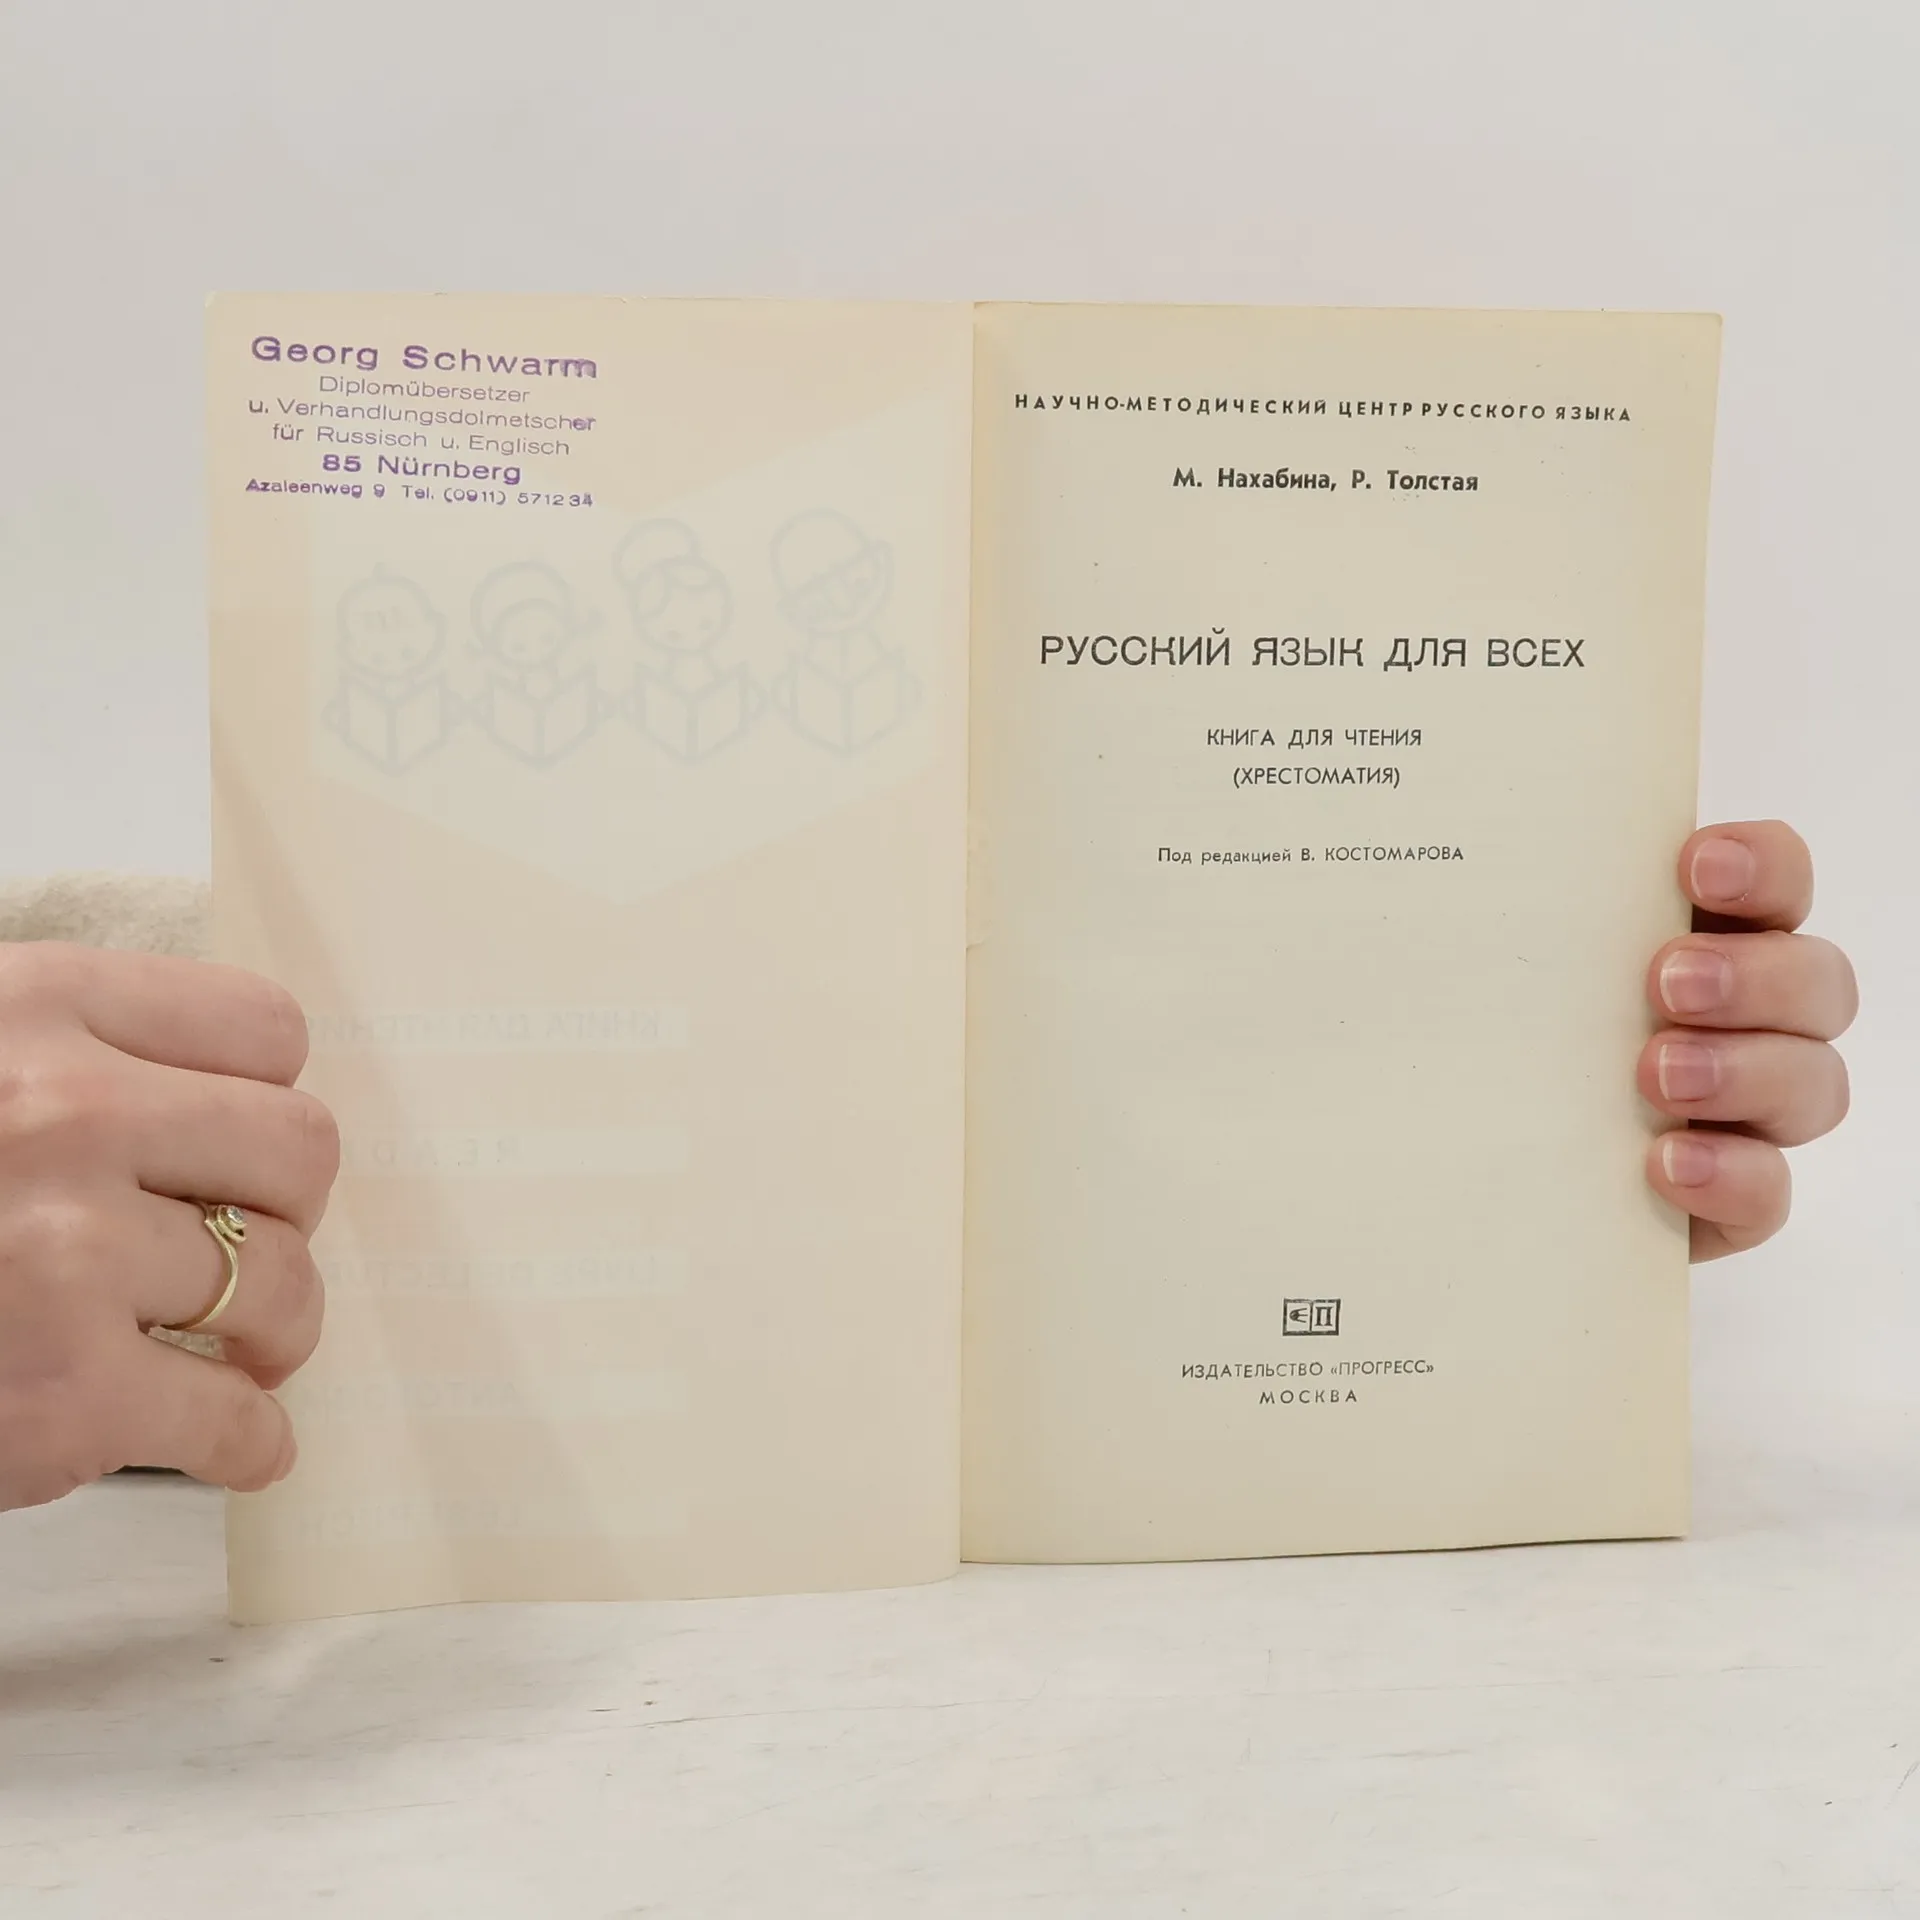 Georg Schwarm
Diplomübersetzer
u. Verhandlungsdolmetscher
für Russisch u. Englisch
85 Nürnberg
Azaleenweg 9 Tel. (0911) 571234
НАУЧНО-МЕТОДИЧЕСКИЙ ЦЕНТР РУССКОГО ЯЗЫКА
М. Нахабина, Р. Толстая
РУССКИЙ ЯЗЫК ДЛЯ ВСЕХ
КНИГА ДЛЯ ЧТЕНИЯ
(ХРЕСТОМАТИЯ)
Под редакцией В. КОСТОМАРОВА
П
ИЗДАТЕЛЬСТВО «ПРОГРЕСС»
МОСКВА